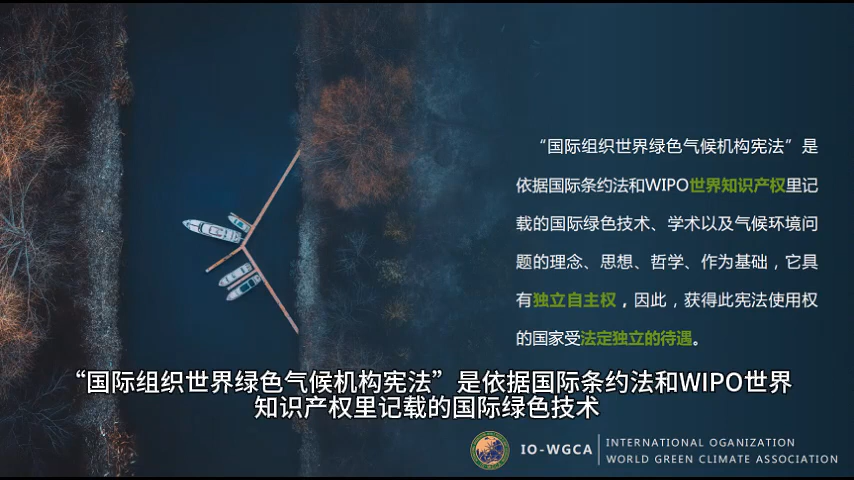 “国际组织世界绿色气候机构宪法”是
依据国际条约法和WIPO世界知识产权里记
载的国际绿色技术、学术以及气候环境问
题的理念、思想、哲学、作为基础，它具
有独立自主权，因此，获得此宪法使用权
的国家受法定独立的待遇。
“国际组织世界绿色气候机构宪法”是依据国际条约法和WIPO世界
知识产权里记载的国际绿色技术
IO-WGCA
INTERNATIONAL OGANIZATION
WORLD GREEN CLIMATE ASSOCIATION